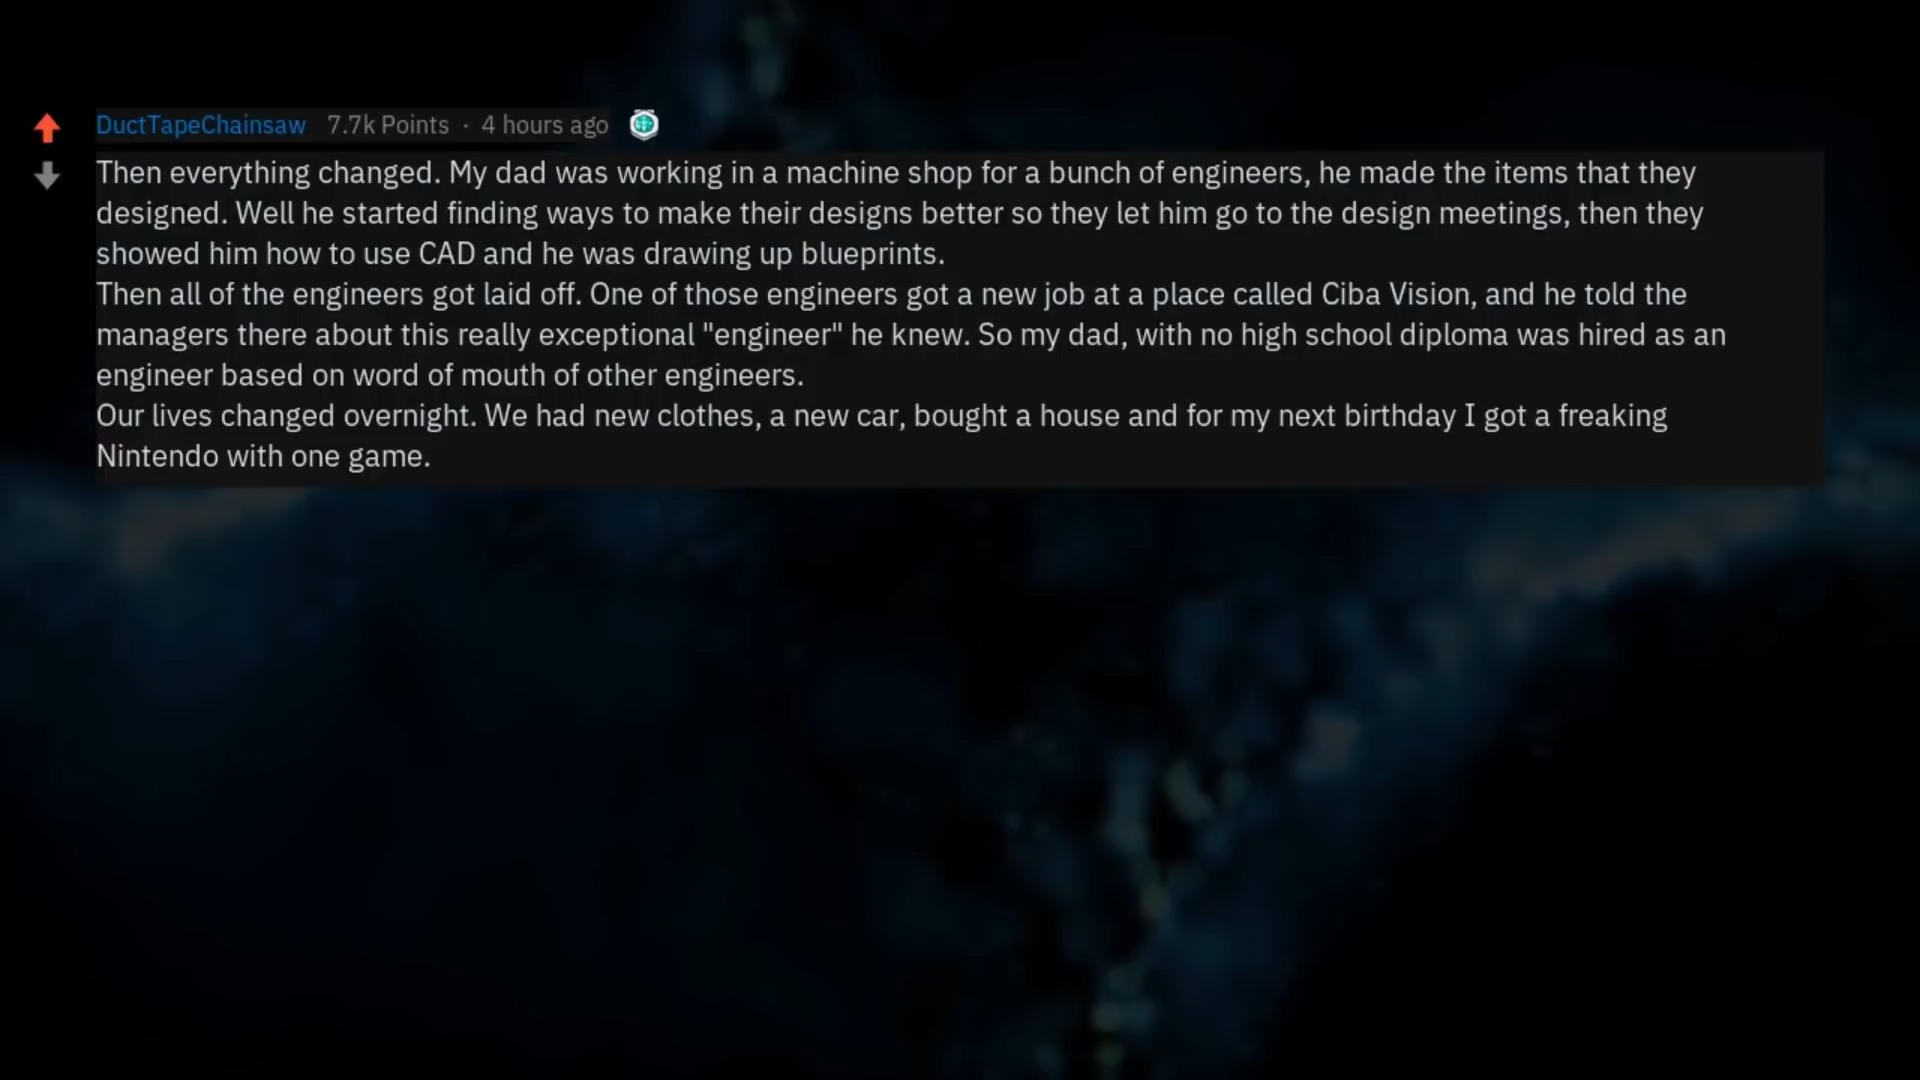 DuctTapeChainsaw 7.7k Points · 4 hours ago
Then everything changed. My dad was working in a machine shop for a bunch of engineers, he made the items that they
designed. Well he started finding ways to make their designs better so they let him go to the design meetings, then they
showed him how to use CAD and he was drawing up blueprints.
Then all of the engineers got laid off. One of those engineers got a new job at a place called Ciba Vision, and he told the
managers there about this really exceptional "engineer" he knew. So my dad, with no high school diploma was hired as an
engineer based on word of mouth of other engineers.
Our lives changed overnight. We had new clothes, a new car, bought a house and for my next birthday I got a freaking
Nintendo with one game.